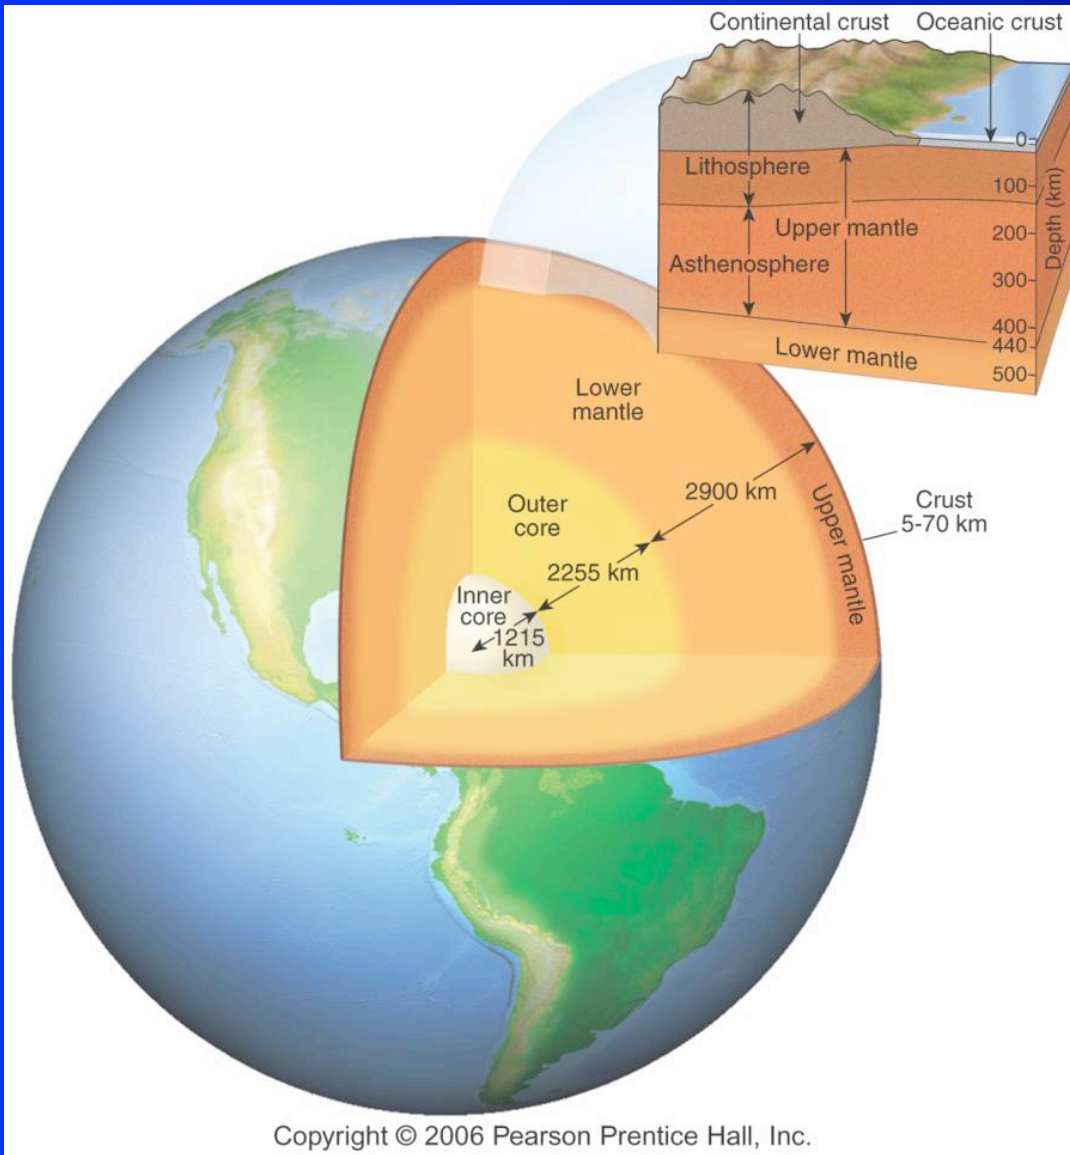 Continental crust
Oceanic crust
0
Lithosphere
100
Upper mantle
200
Depth (km)
Asthenosphere
300
400
Lower mantle
440
500
Lower
mantle
2900 km
Outer
core
Upper mantle
Crust
5-70 km
2255 km
Inner
core
1215
km
Copyright © 2006 Pearson Prentice Hall, Inc.